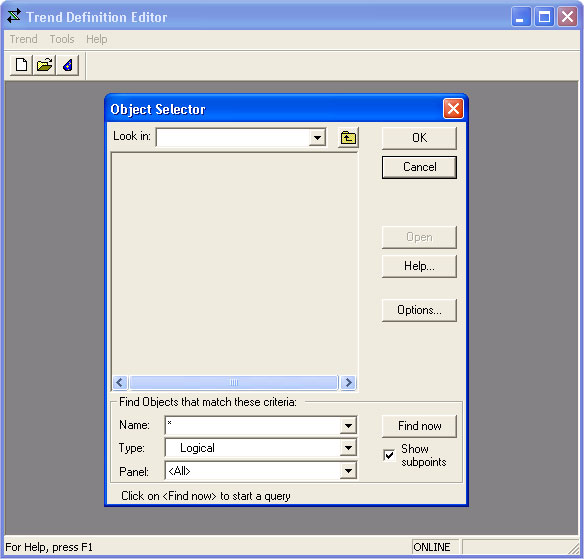 Trend Definition Editor
Trend Tools Help
Object Selector
Look in:
OK
Cancel
Open
Help...
Options...
Find Objects that match these criteria:
Name: *
Find now
Type: Logical
Show
subpoints
Panel: <All>
Click on <Find now> to start a query
For Help, press F1
ONLINE